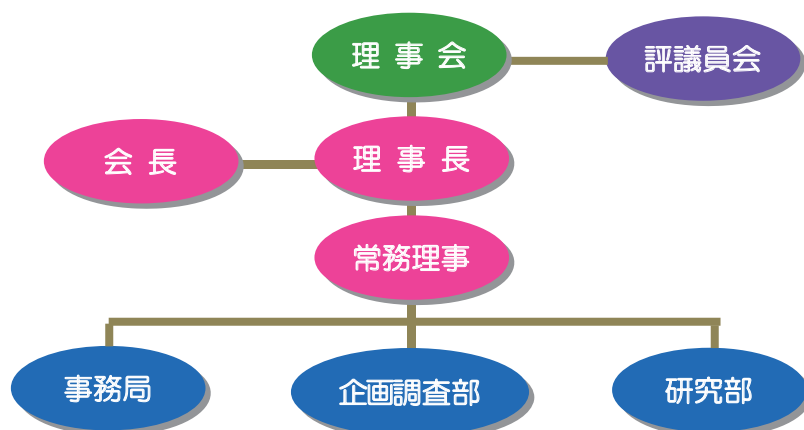 理事会
評議員会
会長
理事長
常務理事
事務局
企画調査部
研究部